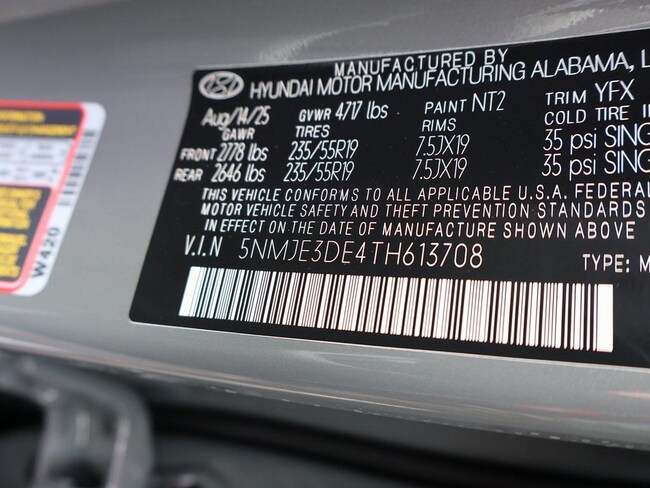 MANUFACTURED BY
HYUNDAI MOTOR MANUFACTURING ALABAMA, L
Aug/14/25 GVWR 4717 lbs PAINT NT2 TRIM YFX
GAWR TIRES RIMS COLD TIRE IN
FRONT 2778 lbs 235/55R19 7.5JX19 35 psi SING
REAR 2646 lbs 235/55R19 7.5JX19 35 psi SING
THIS VEHICLE CONFORMS TO ALL APPLICABLE U.S.A. FEDERAL
MOTOR VEHICLE SAFETY AND THEFT PREVENTION STANDARDS
IN EFFECT ON THE DATE OF MANUFACTURE SHOWN ABOVE
V.I.N 5NMJE3DE4TH613708
TYPE: M
W420